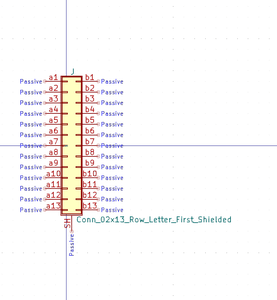 J
Passive a1 b1 Passive
Passive a2 b2 Passive
Passive a3 b3 Passive
Passive a4 b4 Passive
Passive a5 b5 Passive
Passive a6 b6 Passive
Passive a7 b7 Passive
Passive a8 b8 Passive
Passive a9 b9 Passive
Passive a10 b10 Passive
Passive a11 b11 Passive
Passive a12 b12 Passive
Passive a13 b13 Passive
Conn_02x13_Row_Letter_First_Shielded
SH
Passive